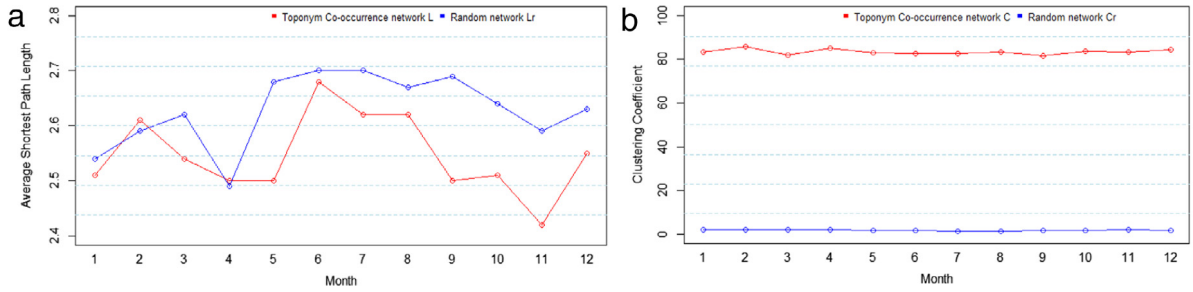 a
Toponym Co-occurrence network L Random network Lr
Average Shortest Path Length
2.8
2.7
2.6
2.5
2.4
1 2 3 4 5 6 7 8 9 10 11 12
Month
b
Toponym Co-occurrence network C Random network Cr
Clustering Coefficient
100
80
60
40
20
0
1 2 3 4 5 6 7 8 9 10 11 12
Month